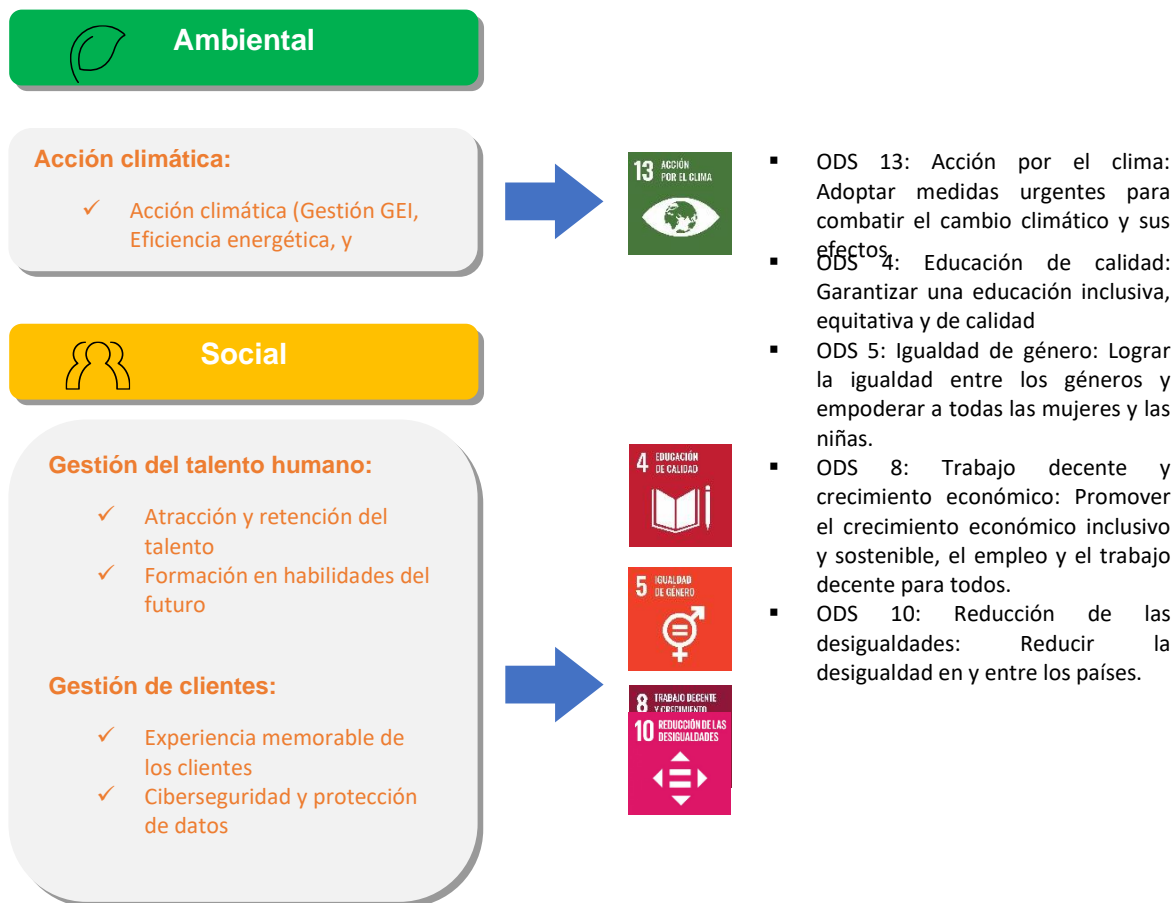 Ambiental
Acción climática:
✓ Acción climática (Gestión GEI,
Eficiencia energética, y
13 ACCIÓN
POR EL CLIMA
▪ ODS 13: Acción por el clima:
Adoptar medidas urgentes para
combatir el cambio climático y sus
efectos.
▪ ODS 4: Educación de calidad:
Garantizar una educación inclusiva,
equitativa y de calidad
▪ ODS 5: Igualdad de género: Lograr
la igualdad entre los géneros y
empoderar a todas las mujeres y las
niñas.
▪ ODS 8: Trabajo decente y
crecimiento económico: Promover
el crecimiento económico inclusivo
y sostenible, el empleo y el trabajo
decente para todos.
▪ ODS 10: Reducción de las
desigualdades: Reducir la
desigualdad en y entre los países.
Social
Gestión del talento humano:
✓ Atracción y retención del
talento
✓ Formación en habilidades del
futuro
Gestión de clientes:
✓ Experiencia memorable de
los clientes
✓ Ciberseguridad y protección
de datos
4 EDUCACIÓN
DE CALIDAD
5 IGUALDAD
DE GÉNERO
8 TRABAJO DECENTE
Y CRECIMIENTO
10 REDUCCIÓN DE LAS
DESIGUALDADES